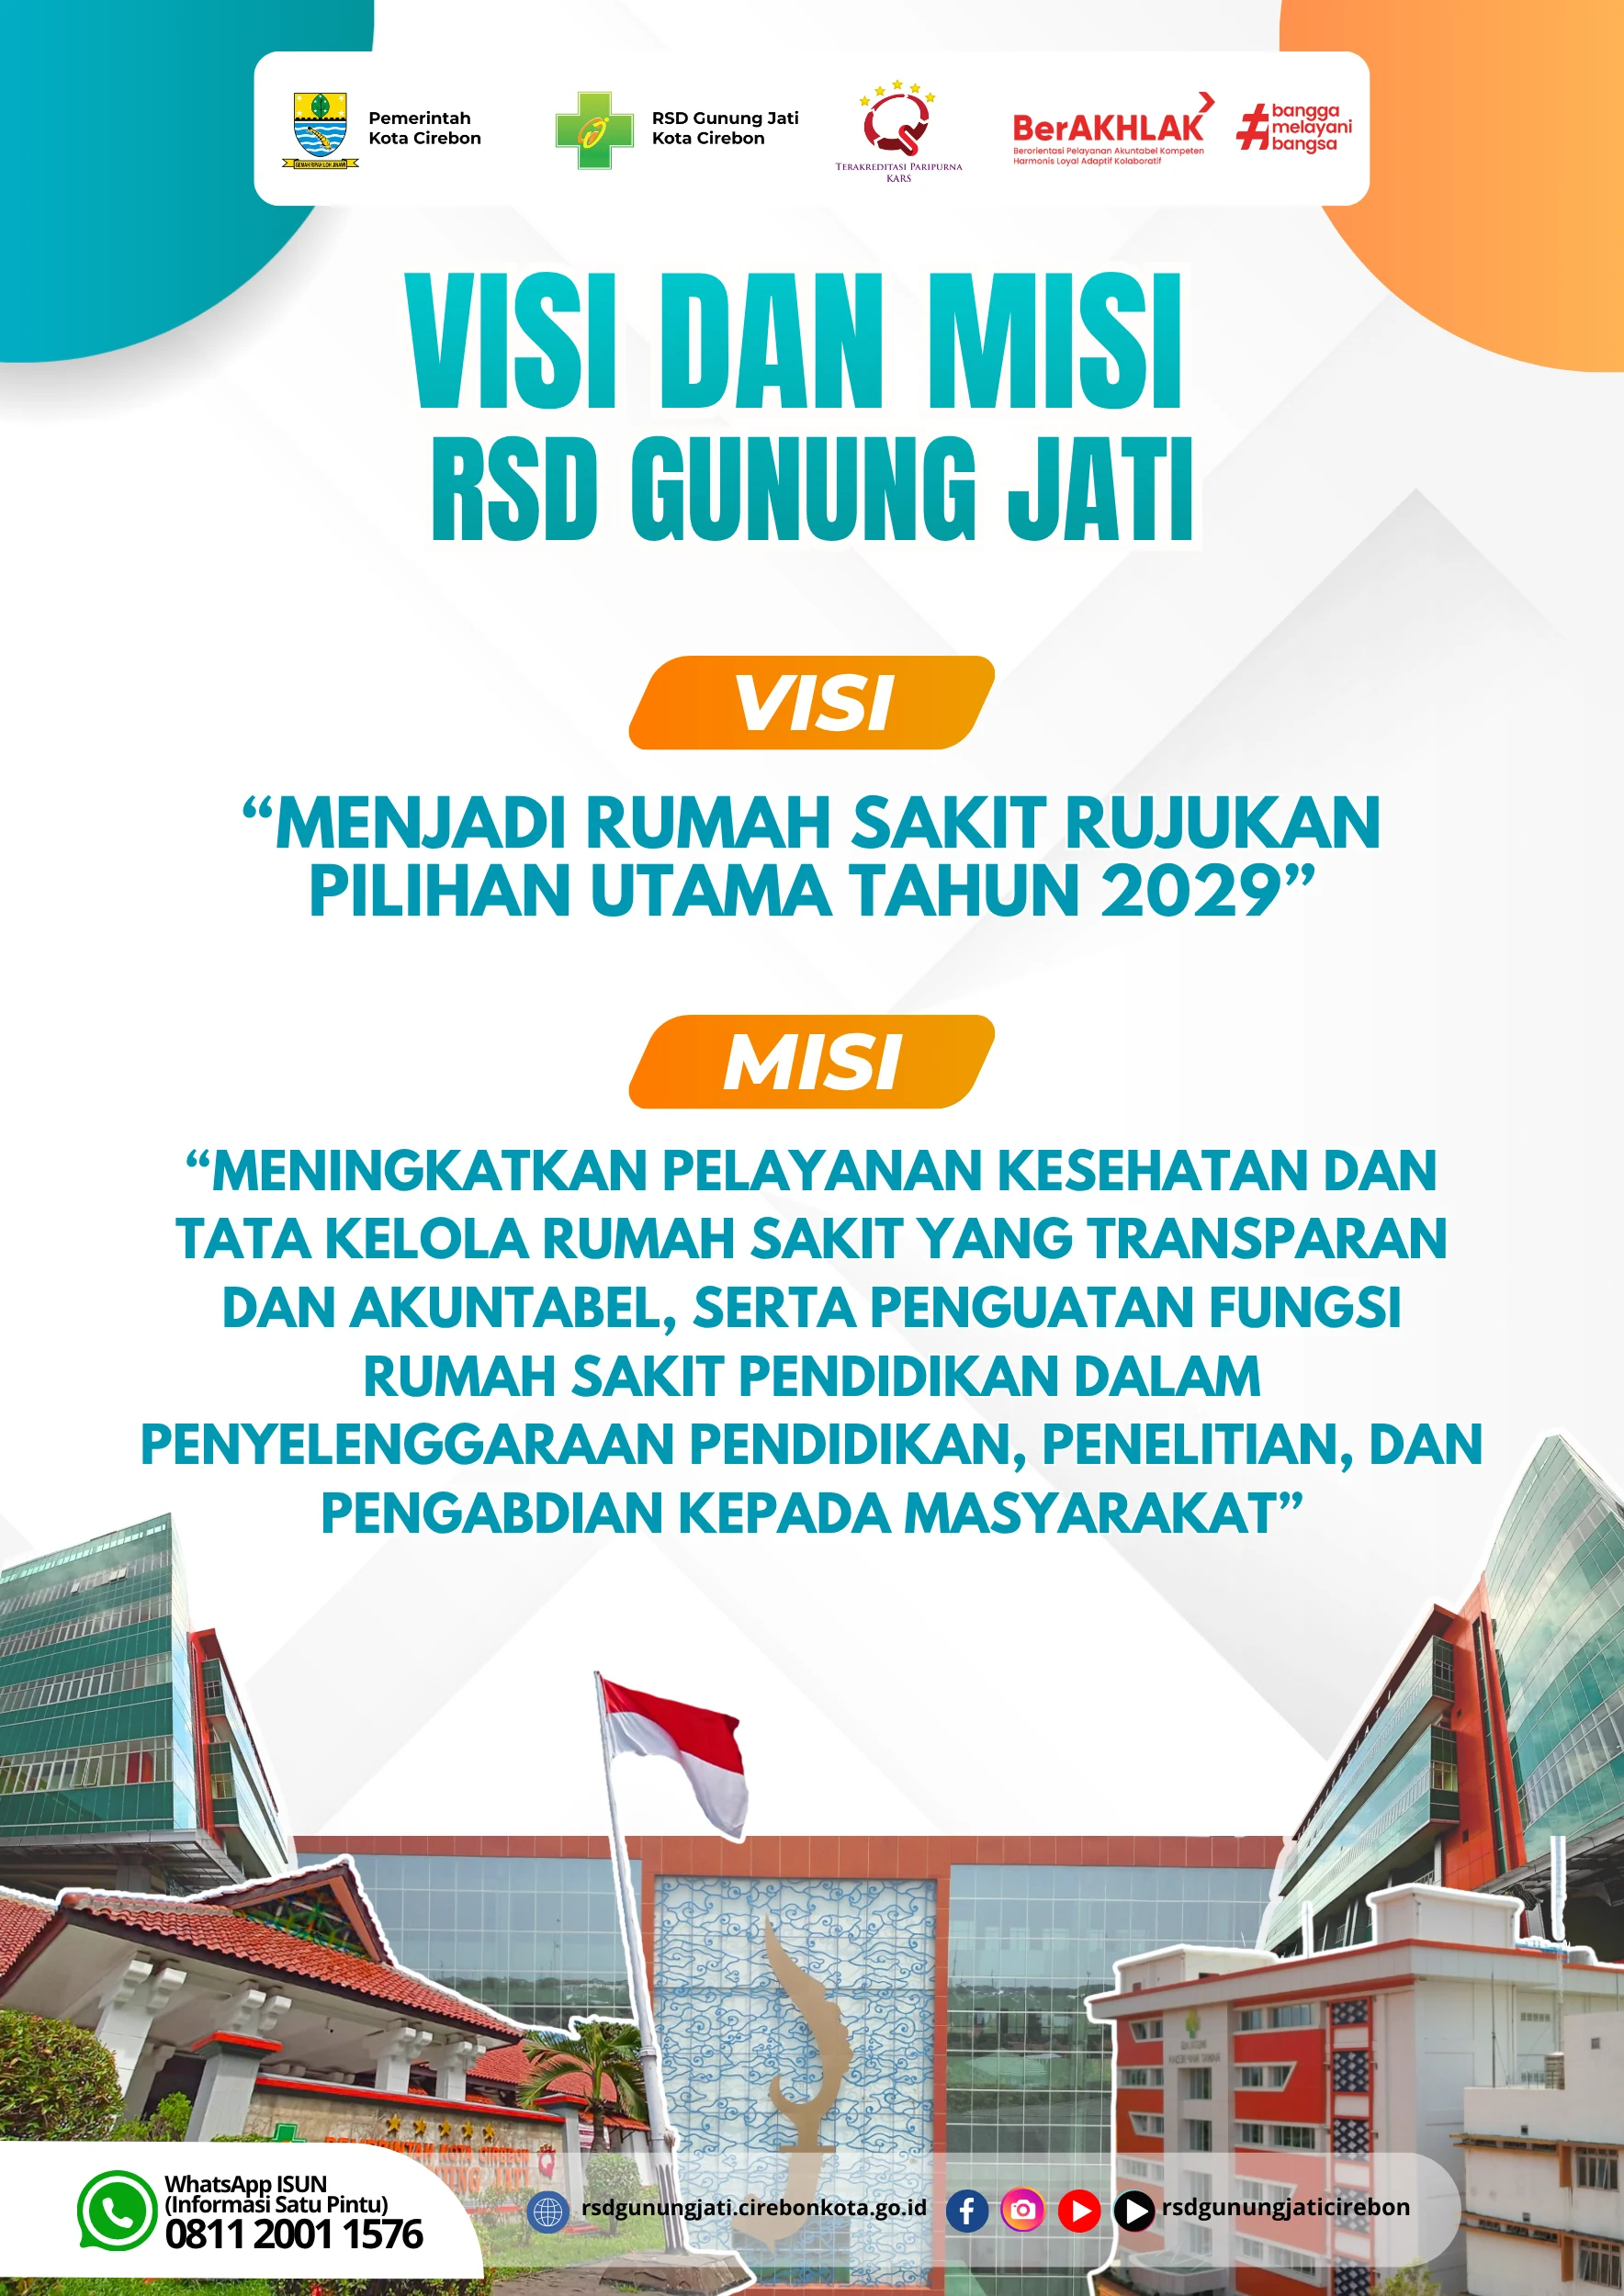 Pemerintah
Kota Cirebon
RSD Gunung Jati
Kota Cirebon
TERAKREDITASI PARIPURNA
KARS
BerAKHLAK
Berorientasi Pelayanan Akuntabel Kompeten
Harmonis Loyal Adaptif Kolaboratif
#bangga
melayani
bangsa
VISI DAN MISI
RSD GUNUNG JATI
VISI
“MENJADI RUMAH SAKIT RUJUKAN
PILIHAN UTAMA TAHUN 2029”
MISI
“MENINGKATKAN PELAYANAN KESEHATAN DAN
TATA KELOLA RUMAH SAKIT YANG TRANSPARAN
DAN AKUNTABEL, SERTA PENGUATAN FUNGSI
RUMAH SAKIT PENDIDIKAN DALAM
PENYELENGGARAAN PENDIDIKAN, PENELITIAN, DAN
PENGABDIAN KEPADA MASYARAKAT”
KOTA CIREBON
JATI
WhatsApp ISUN
(Informasi Satu Pintu)
0811 2001 1576
rsdgunungjati.cirebonkota.go.id
rsdgunungjaticirebon